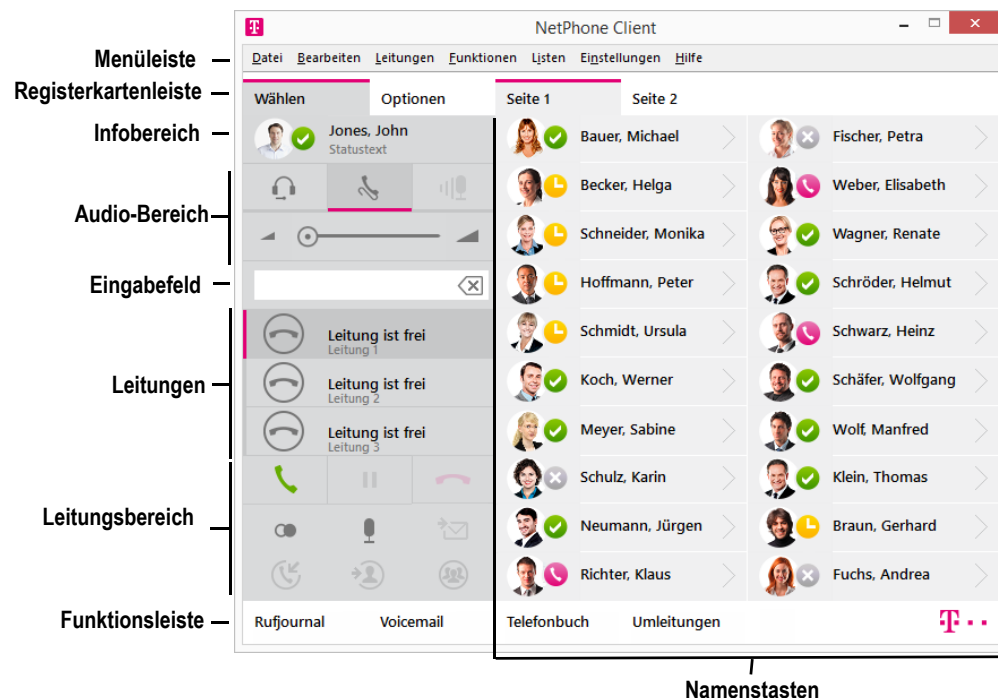 T
NetPhone Client
Menüleiste
Datei Bearbeiten Leitungen Funktionen Listen Einstellungen Hilfe
Registerkartenleiste
Wählen Optionen Seite 1 Seite 2
Infobereich
Jones, John
Statustext
Bauer, Michael
Fischer, Petra
Becker, Helga
Weber, Elisabeth
Audio-Bereich
Schneider, Monika
Wagner, Renate
Eingabefeld
Hoffmann, Peter
Schröder, Helmut
Leitung ist frei
Leitung 1
Schmidt, Ursula
Schwarz, Heinz
Leitungen
Leitung ist frei
Leitung 2
Koch, Werner
Schäfer, Wolfgang
Leitung ist frei
Leitung 3
Meyer, Sabine
Wolf, Manfred
Schulz, Karin
Klein, Thomas
Leitungsbereich
Neumann, Jürgen
Braun, Gerhard
Richter, Klaus
Fuchs, Andrea
Funktionsleiste
Rufjournal Voicemail Telefonbuch Umleitungen
T
Namenstasten